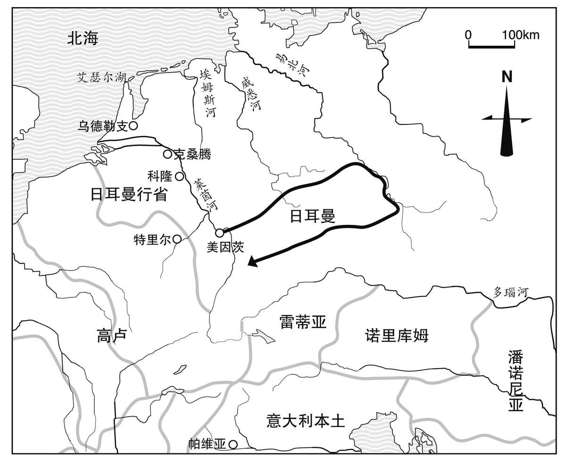 北海
0 100km
N
艾瑟尔湖
埃姆斯河
威悉河
易北河
乌德勒支
克桑腾
科隆
莱茵河
日耳曼行省
特里尔
美因茨
日耳曼
多瑙河
高卢
雷蒂亚
诺里库姆
潘诺尼亚
意大利本土
帕维亚